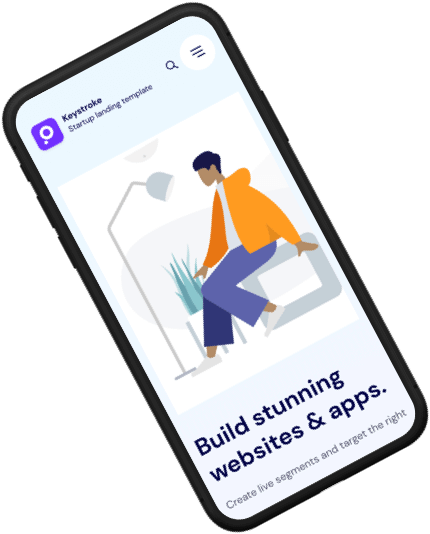 Keystroke
Startup landing template
Build stunning
websites & apps.
Create live segments and target the right